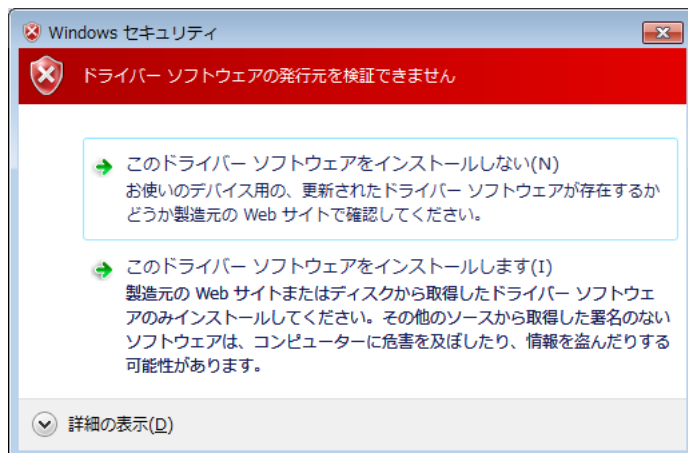 Windows セキュリティ
ドライバー ソフトウェアの発行元を検証できません
このドライバー ソフトウェアをインストールしない(N)
お使いのデバイス用の、更新されたドライバー ソフトウェアが存在するか
どうか製造元の Web サイトで確認してください。
このドライバー ソフトウェアをインストールします(I)
製造元の Web サイトまたはディスクから取得したドライバー ソフトウェ
アのみインストールしてください。その他のソースから取得した署名のない
ソフトウェアは、コンピューターに危害を及ぼしたり、情報を盗んだりする
可能性があります。
詳細の表示(D)